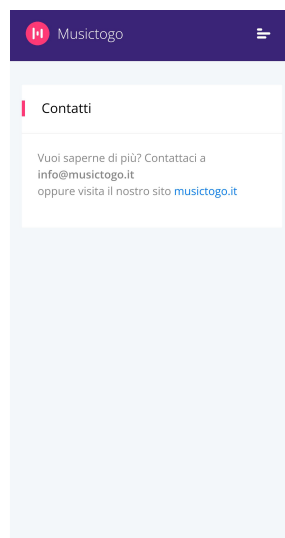 Musictogo
Contatti
Vuoi saperne di più? Contattaci a
info@musictogo.it
oppure visita il nostro sito musictogo.it